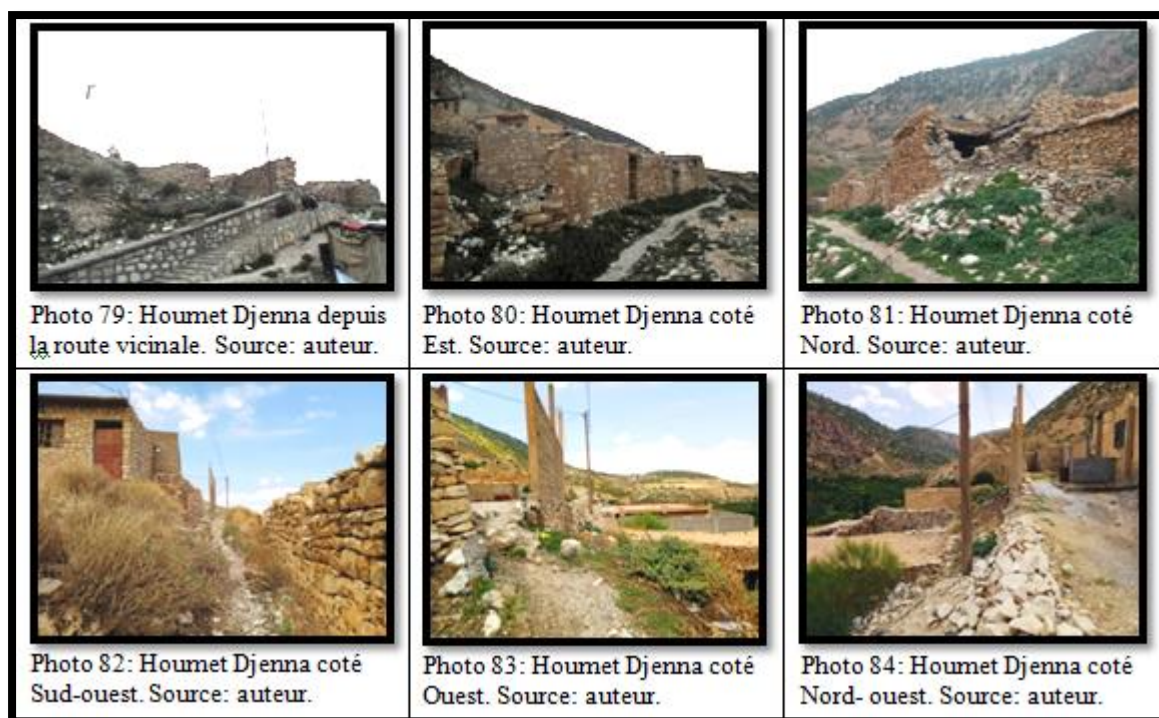 r
Photo 79: Houmet Djenna depuis
la route vicinale. Source: auteur.
Photo 80: Houmet Djenna coté
Est. Source: auteur.
Photo 81: Houmet Djenna coté
Nord. Source: auteur.
Photo 82: Houmet Djenna coté
Sud-ouest. Source: auteur.
Photo 83: Houmet Djenna coté
Ouest. Source: auteur.
Photo 84: Houmet Djenna coté
Nord- ouest. Source: auteur.